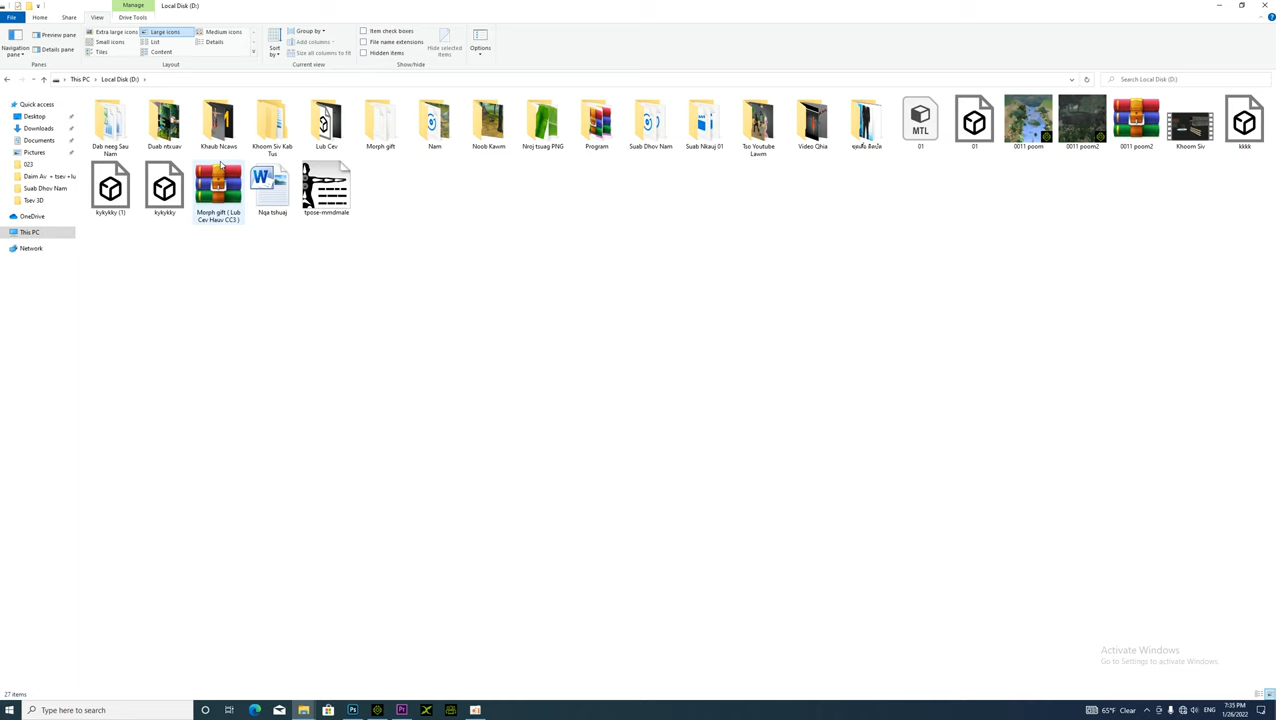 Manage
Local Disk (D:)
File
Home
Share
View
Drive Tools
Navigation
pane
Preview pane
Details pane
Panes
Extra large icons
Large icons
Medium icons
Small icons
List
Details
Tiles
Content
Layout
Sort
by
Group by
Add columns
Size all columns to fit
Current view
Item check boxes
File name extensions
Hidden items
Hide selected
items
Show/hide
Options
This PC
Local Disk (D:)
Search Local Disk (D:)
Quick access
Desktop
Downloads
Documents
Pictures
023
Daim Av + tsev +lu
Suab Dhov Nam
Tsev 3D
OneDrive
This PC
Network
Dab neeg Sau
Nam
Duab ntxuav
Khaub Ncaws
Khoom Siv Kab
Tus
Lub Cev
Morph gift
Nam
Noob Kawm
Nroj tsuag PNG
Program
Suab Dhov Nam
Suab Nkauj 01
Tso Youtube
Lawm
Video Qhia
MTL
01
01
0011 poom
0011 poom2
0011 poom2
Khoom Siv
kkkk
kykykky (1)
kykykky
Morph gift ( Lub
Cev Hauv CC3 )
Nqa tshuaj
tpose-mmdmale
Activate Windows
Go to Settings to activate Windows.
27 items
Type here to search
65°F Clear
ENG
7:35 PM
1/26/2022